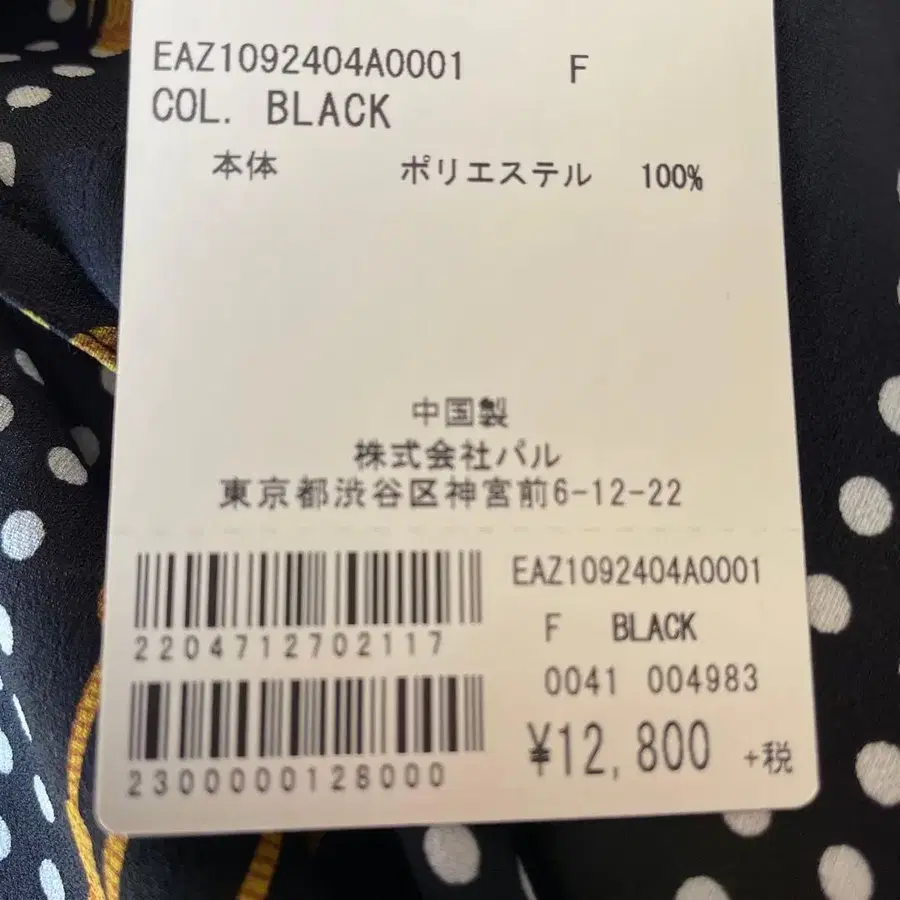 EAZ1092404A0001 F
COL. BLACK
本体 ポリエステル 100%
中国製
株式会社パル
東京都渋谷区神宮前6-12-22
EAZ1092404A0001
2204712702117
F BLACK
0041 004983
¥12,800 +税
2300000128000